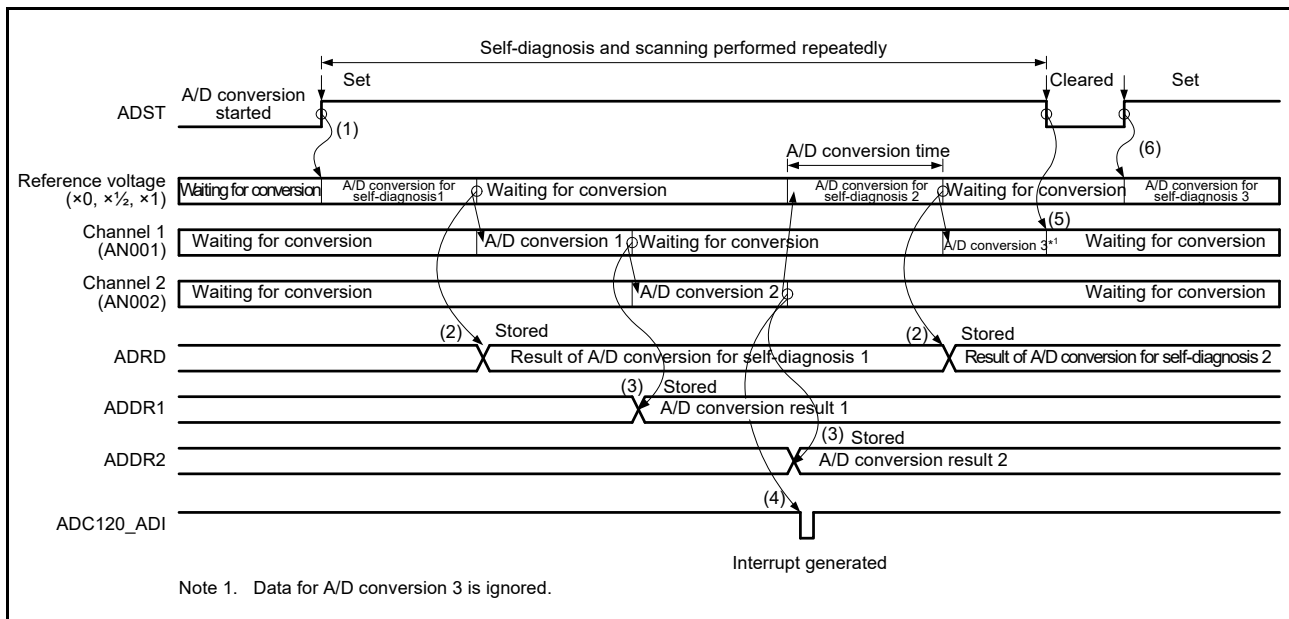 Self-diagnosis and scanning performed repeatedly
Set
Cleared
Set
A/D conversion
started
ADST
(1)
(6)
A/D conversion time
Reference voltage
(×0, ×½, ×1)
Waiting for conversion
A/D conversion for
self-diagnosis1
Waiting for conversion
A/D conversion for
self-diagnosis 2
Waiting for conversion
A/D conversion for
self-diagnosis 3
(5)
Channel 1
(AN001)
Waiting for conversion
A/D conversion 1
Waiting for conversion
A/D conversion 3*1
Waiting for conversion
Channel 2
(AN002)
Waiting for conversion
A/D conversion 2
Waiting for conversion
(2)
Stored
(2)
Stored
ADRD
Result of A/D conversion for self-diagnosis 1
Result of A/D conversion for self-diagnosis 2
(3)
Stored
ADDR1
A/D conversion result 1
(3)
Stored
ADDR2
A/D conversion result 2
(4)
ADC120_ADI
Interrupt generated
Note 1. Data for A/D conversion 3 is ignored.